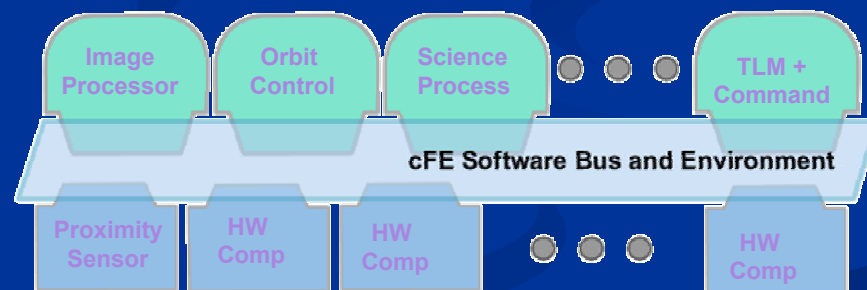 Image
Processor
Orbit
Control
Science
Process
TLM +
Command
cFE Software Bus and Environment
Proximity
Sensor
HW
Comp
HW
Comp
HW
Comp